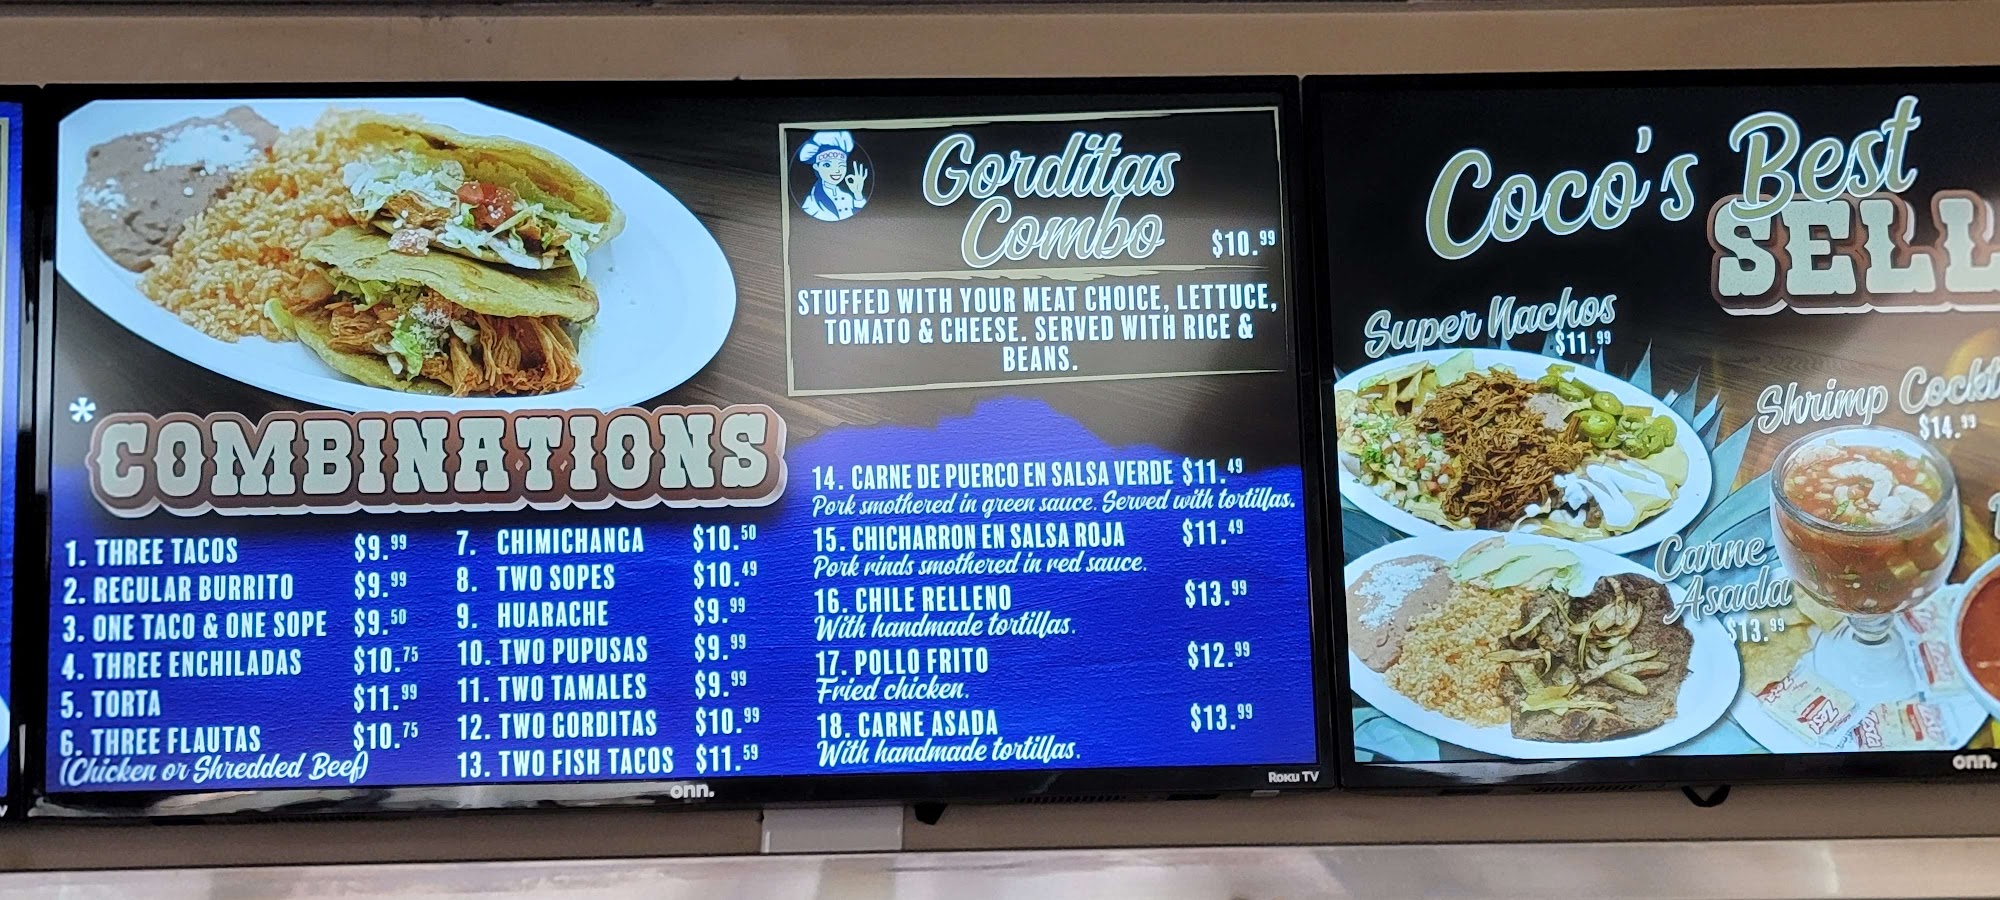 COCO'S
Gorditas
Combo
$10.99
STUFFED WITH YOUR MEAT CHOICE, LETTUCE,
TOMATO & CHEESE. SERVED WITH RICE &
BEANS.
*COMBINATIONS
1. THREE TACOS $9.99
2. REGULAR BURRITO $9.99
3. ONE TACO & ONE SOPE $9.50
4. THREE ENCHILADAS $10.75
5. TORTA $11.99
6. THREE FLAUTAS $10.75
(Chicken or Shredded Beef)
7. CHIMICHANGA $10.50
8. TWO SOPES $10.49
9. HUARACHE $9.99
10. TWO PUPUSAS $9.99
11. TWO TAMALES $9.99
12. TWO GORDITAS $10.99
13. TWO FISH TACOS $11.59
14. CARNE DE PUERCO EN SALSA VERDE $11.49
Pork smothered in green sauce. Served with tortillas.
15. CHICHARRON EN SALSA ROJA $11.49
Pork rinds smothered in red sauce.
16. CHILE RELLENO $13.99
With handmade tortillas.
17. POLLO FRITO $12.99
Fried chicken.
18. CARNE ASADA $13.99
With handmade tortillas.
onn.
Roku TV
Coco's Best
SELL
Super Nachos
$11.99
Shrimp Cockt
$14.99
Carne
Asada
$13.99
Zesta
onn.